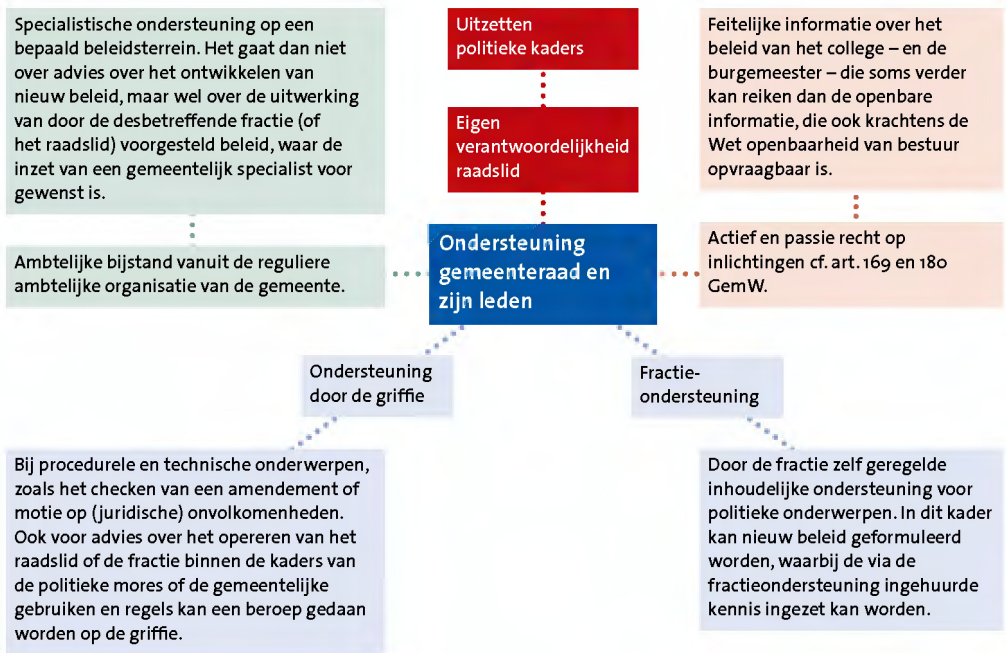 Specialistische ondersteuning op een
bepaald beleidsterrein. Het gaat dan niet
over advies over het ontwikkelen van
nieuw beleid, maar wel over de uitwerking
van door de desbetreffende fractie (of
het raadslid) voorgesteld beleid, waar de
inzet van een gemeentelijk specialist voor
gewenst is.
Ambtelijke bijstand vanuit de reguliere
ambtelijke organisatie van de gemeente.
Uitzetten
politieke kaders
Eigen
verantwoordelijkheid
raadslid
Ondersteuning
gemeenteraad en
zijn leden
Feitelijke informatie over het
beleid van het college – en de
burgemeester – die soms verder
kan reiken dan de openbare
informatie, die ook krachtens de
Wet openbaarheid van bestuur
opvraagbaar is.
Actief en passie recht op
inlichtingen cf. art. 169 en 180
GemW.
Ondersteuning
door de griffie
Fractie-
ondersteuning
Bij procedurele en technische onderwerpen,
zoals het checken van een amendement of
motie op (juridische) onvolkomenheden.
Ook voor advies over het opereren van het
raadslid of de fractie binnen de kaders van
de politieke mores of de gemeentelijke
gebruiken en regels kan een beroep gedaan
worden op de griffie.
Door de fractie zelf geregelde
inhoudelijke ondersteuning voor
politieke onderwerpen. In dit kader
kan nieuw beleid geformuleerd
worden, waarbij de via de
fractieondersteuning ingehuurde
kennis ingezet kan worden.